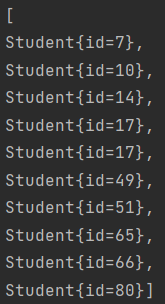 [
Student{id=7},
Student{id=10},
Student{id=14},
Student{id=17},
Student{id=17},
Student{id=49},
Student{id=51},
Student{id=65},
Student{id=66},
Student{id=80}]